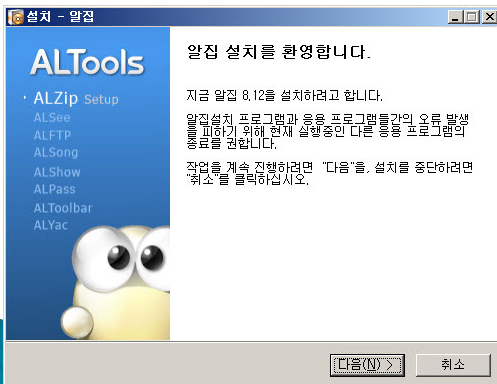 설치 - 알집
ALTools
· ALZip Setup
ALSee
ALFTP
ALSong
ALShow
ALPass
ALToolbar
ALYac
알집 설치를 환영합니다.
지금 알집 8.12을 설치하려고 합니다.
알집설치 프로그램과 응용 프로그램들간의 오류 발생
을 피하기 위해 현재 실행중인 다른 응용 프로그램의
종료를 권합니다.
작업을 계속 진행하려면 "다음"을, 설치를 중단하려면
"취소"를 클릭하십시오.
다음(N) >
취소